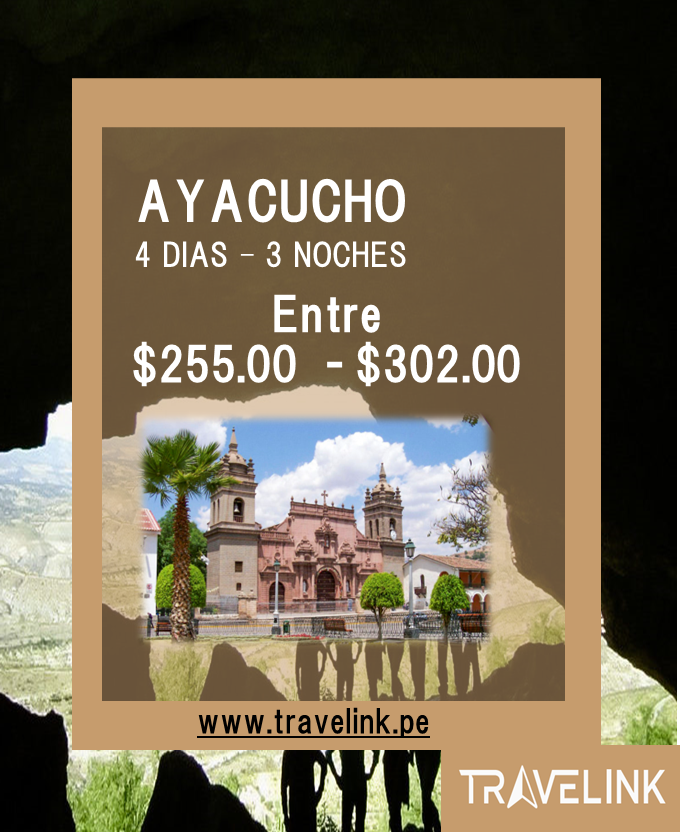 AYACUCHO
4 DIAS - 3 NOCHES
Entre
$255.00 - $302.00
www.travelink.pe
TRAVELINK